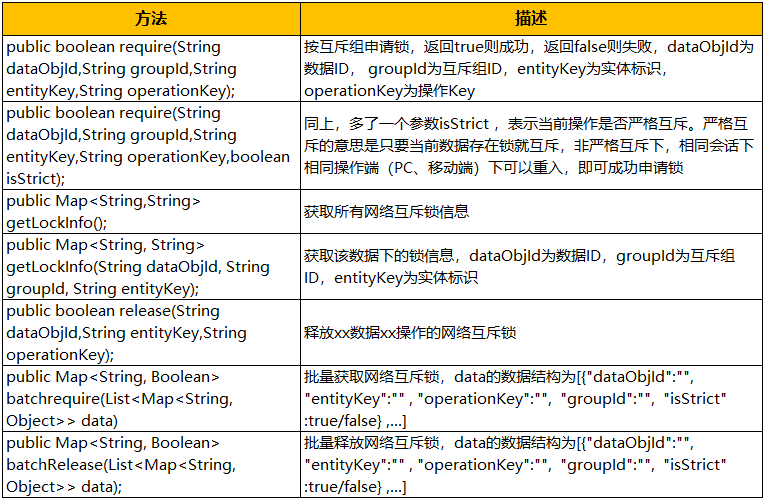 方法
描述
public boolean require(String
dataObjId,String groupId,String
entityKey,String operationKey);
按互斥组申请锁，返回true则成功，返回false则失败，dataObjId为
数据ID， groupId为互斥组ID，entityKey为实体标识，
operationKey为操作Key
public boolean require(String
dataObjId,String groupId,String
entityKey,String operationKey,boolean
isStrict);
同上，多了一个参数isStrict ，表示当前操作是否严格互斥。严格互
斥的意思是只要当前数据存在锁就互斥，非严格互斥下，相同会话下
相同操作端（PC、移动端）下可以重入，即可成功申请锁
public Map<String,String>
getLockInfo();
获取所有网络互斥锁信息
public Map<String, String>
getLockInfo(String dataObjId, String
groupId, String entityKey);
获取该数据下的锁信息，dataObjId为数据ID，groupId为互斥组
ID，entityKey为实体标识
public boolean release(String
dataObjId,String entityKey,String
operationKey);
释放xx数据xx操作的网络互斥锁
public Map<String, Boolean>
batchrequire(List<Map<String,
Object>> data)
批量获取网络互斥锁，data的数据结构为[{"dataObjId":"",
"entityKey":"" , "operationKey":"",  "groupId":"",  "isStrict"
:true/false} ,...]
public Map<String, Boolean>
batchRelease(List<Map<String,
Object>> data);
批量释放网络互斥锁，data的数据结构为[{"dataObjId":"",
"entityKey":"" , "operationKey":"",  "groupId":"",  "isStrict"
:true/false} ,...]